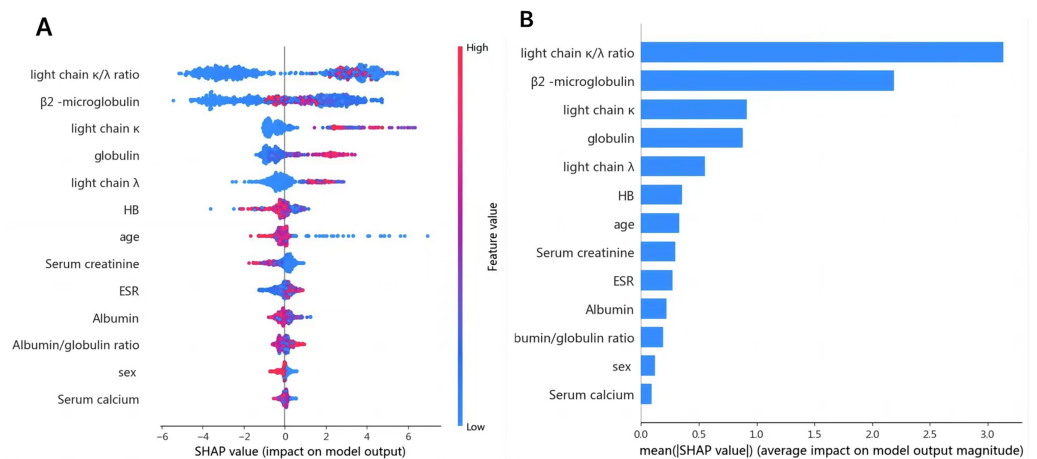 A
light chain κ/λ ratio
β2 -microglobulin
light chain κ
globulin
light chain λ
HB
age
Serum creatinine
ESR
Albumin
Albumin/globulin ratio
sex
Serum calcium
−6 −4 −2 0 2 4 6
SHAP value (impact on model output)
High
Feature value
Low
B
light chain κ/λ ratio
β2 -microglobulin
light chain κ
globulin
light chain λ
HB
age
Serum creatinine
ESR
Albumin
bumin/globulin ratio
sex
Serum calcium
0.0 0.5 1.0 1.5 2.0 2.5 3.0
mean(|SHAP value|) (average impact on model output magnitude)